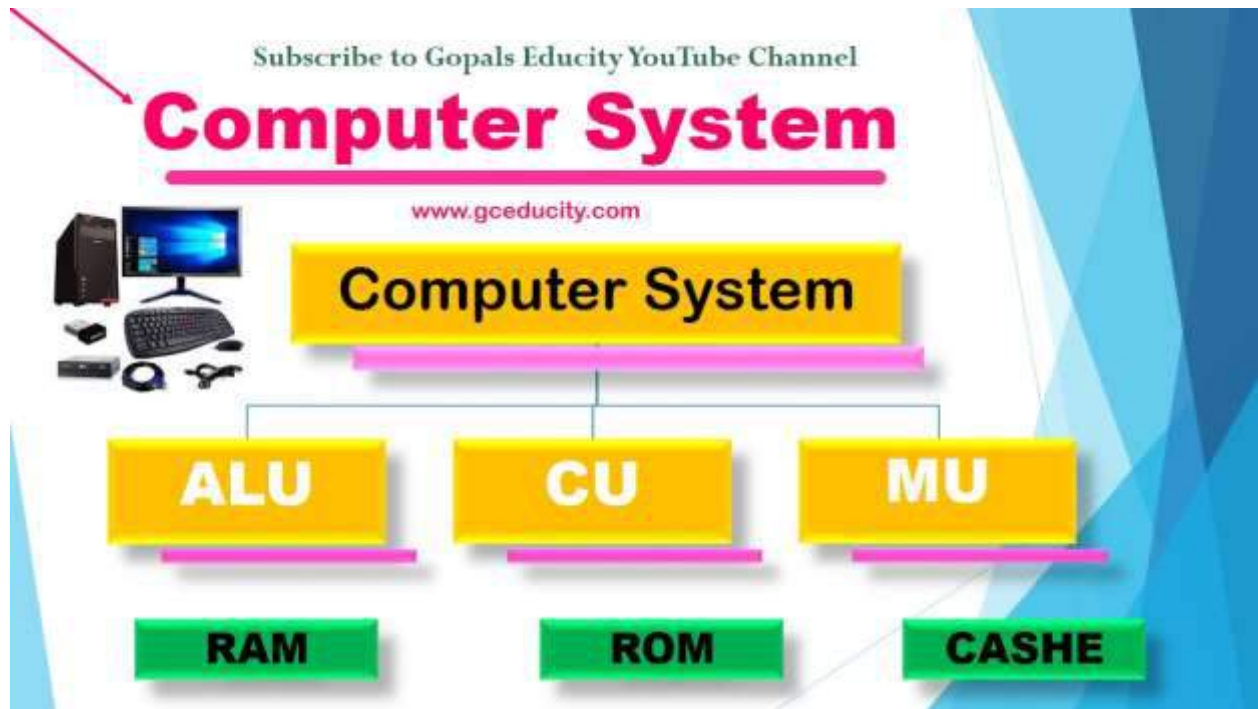 Subscribe to Gopals Educity YouTube Channel
Computer System
www.gceducity.com
Computer System
ALU CU MU
RAM ROM CASHE